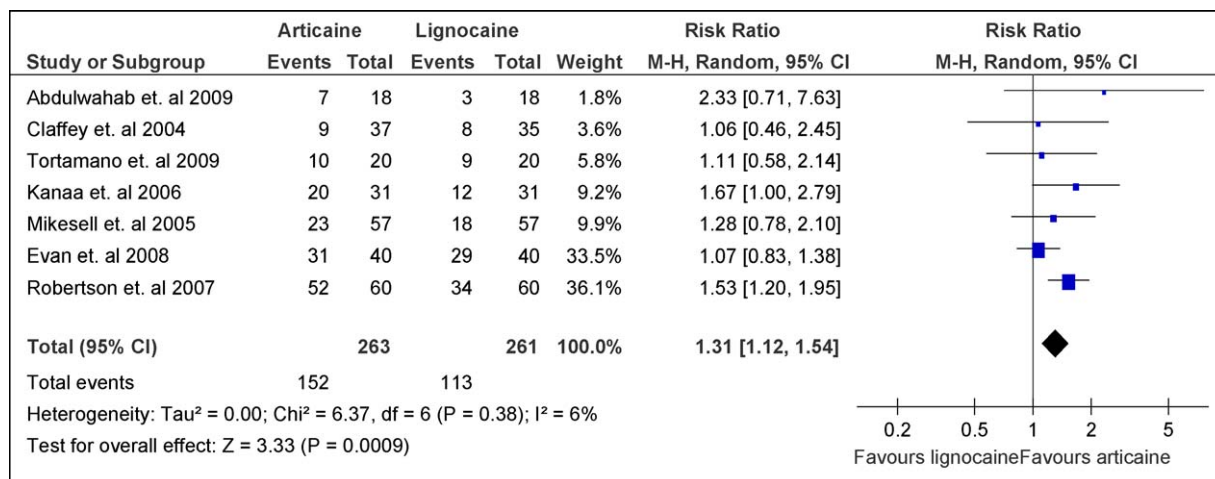 Articaine Lignocaine Risk Ratio Risk Ratio
Study or Subgroup Events Total Events Total Weight M-H, Random, 95% CI M-H, Random, 95% CI
Abdulwahab et. al 2009 7 18 3 18 1.8% 2.33 [0.71, 7.63]
Claffey et. al 2004 9 37 8 35 3.6% 1.06 [0.46, 2.45]
Tortamano et. al 2009 10 20 9 20 5.8% 1.11 [0.58, 2.14]
Kanaa et. al 2006 20 31 12 31 9.2% 1.67 [1.00, 2.79]
Mikesell et. al 2005 23 57 18 57 9.9% 1.28 [0.78, 2.10]
Evan et. al 2008 31 40 29 40 33.5% 1.07 [0.83, 1.38]
Robertson et. al 2007 52 60 34 60 36.1% 1.53 [1.20, 1.95]
Total (95% CI) 263 261 100.0% 1.31 [1.12, 1.54]
Total events 152 113
Heterogeneity: Tau² = 0.00; Chi² = 6.37, df = 6 (P = 0.38); I² = 6%
Test for overall effect: Z = 3.33 (P = 0.0009)
0.2 0.5 1 2 5
Favours lignocaineFavours articaine